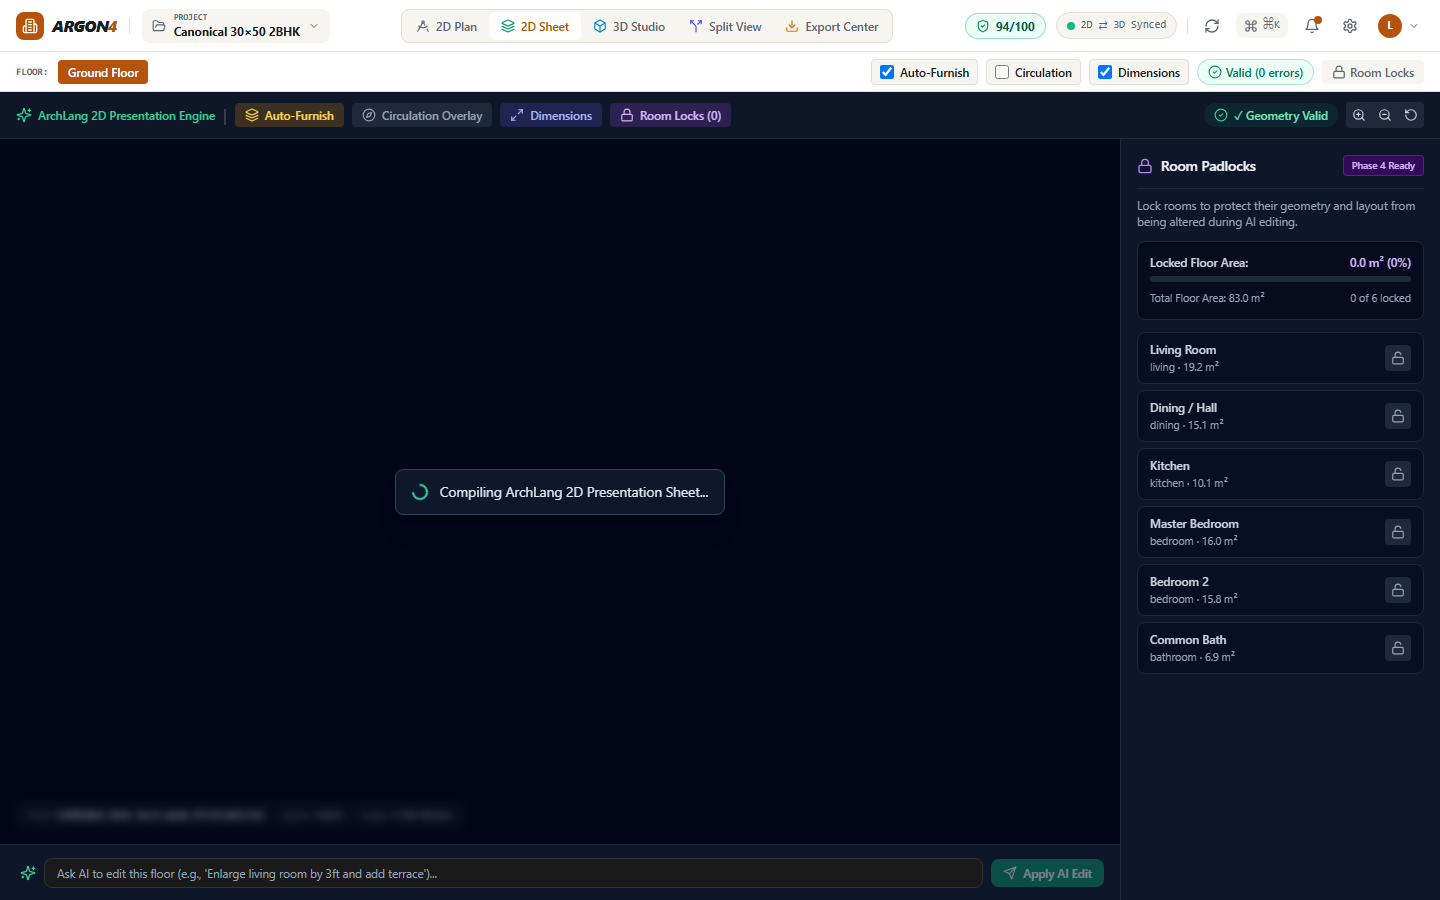 ARGON4
PROJECT
Canonical 30×50 2BHK
2D Plan
2D Sheet
3D Studio
Split View
Export Center
94/100
2D ⇄ 3D Synced
⌘K
L
FLOOR:
Ground Floor
Auto-Furnish
Circulation
Dimensions
Valid (0 errors)
Room Locks
ArchLang 2D Presentation Engine
Auto-Furnish
Circulation Overlay
Dimensions
Room Locks (0)
✓ Geometry Valid
Compiling ArchLang 2D Presentation Sheet...
Room Padlocks
Phase 4 Ready
Lock rooms to protect their geometry and layout from
being altered during AI editing.
Locked Floor Area:
0.0 m² (0%)
Total Floor Area: 83.0 m²
0 of 6 locked
Living Room
living · 19.2 m²
Dining / Hall
dining · 15.1 m²
Kitchen
kitchen · 10.1 m²
Master Bedroom
bedroom · 16.0 m²
Bedroom 2
bedroom · 15.8 m²
Common Bath
bathroom · 6.9 m²
Ask AI to edit this floor (e.g., 'Enlarge living room by 3ft and add terrace')...
Apply AI Edit